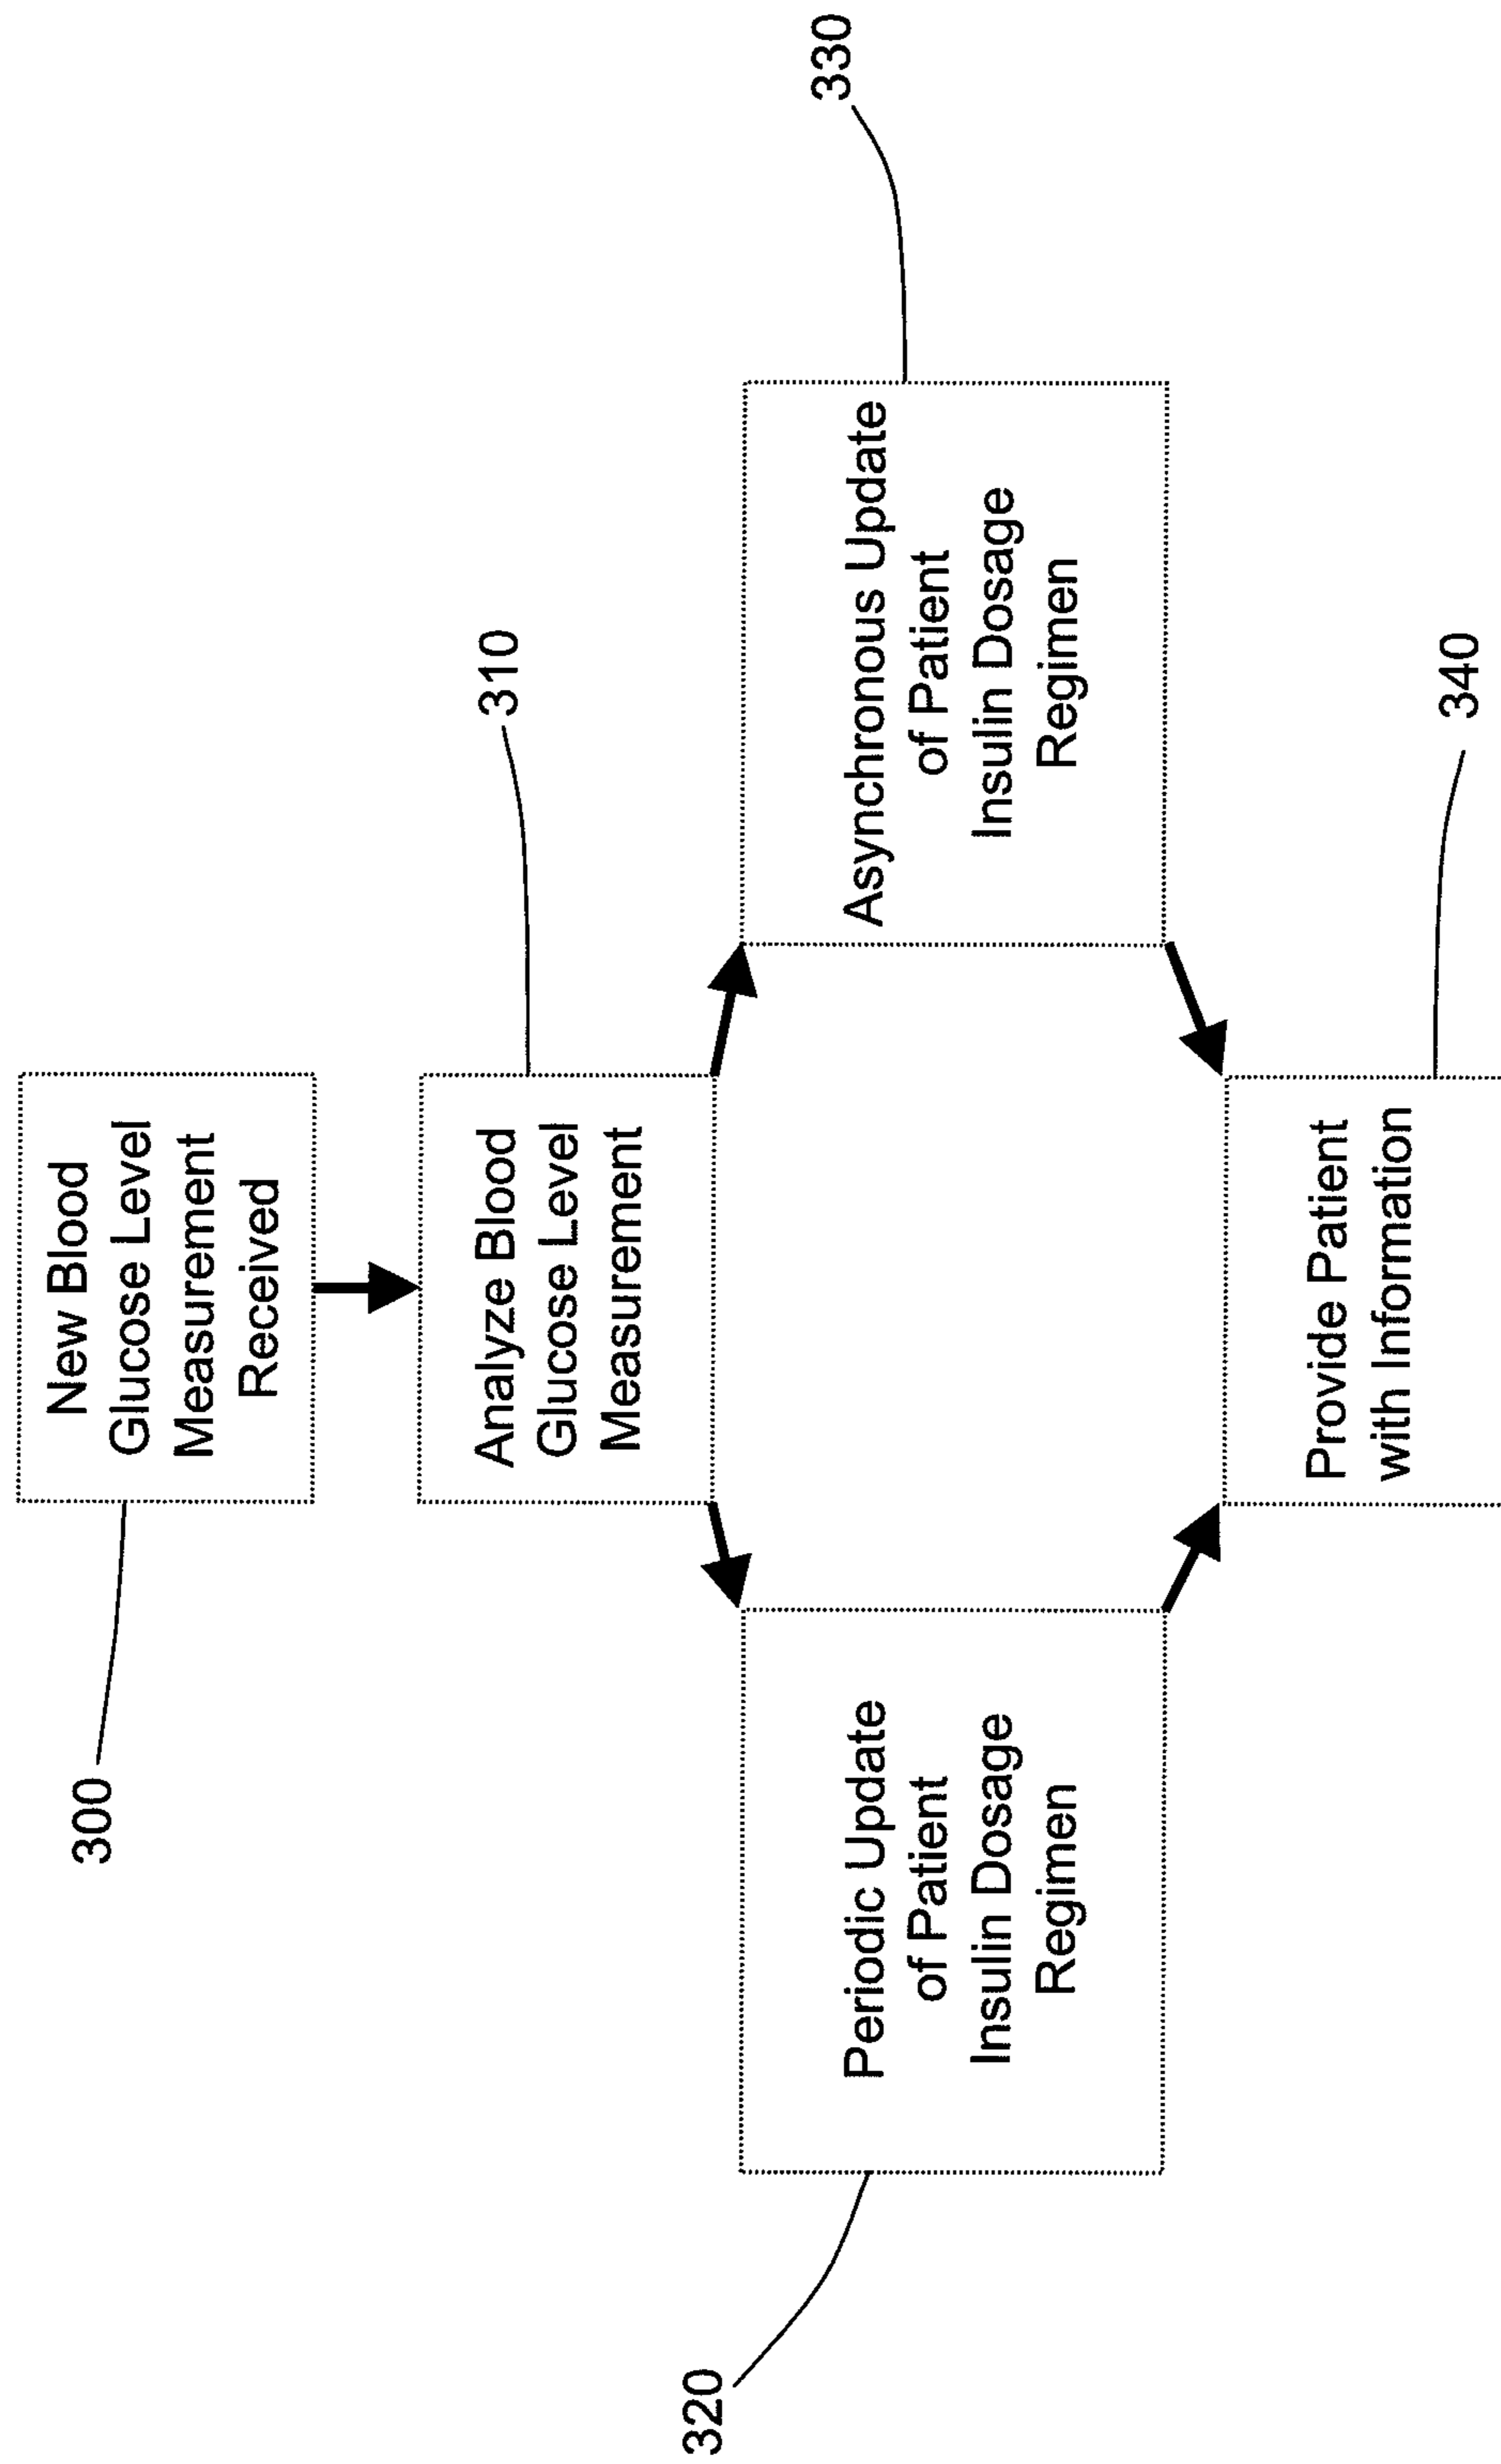 300
New Blood
Glucose Level
Measurement
Received
310
Analyze Blood
Glucose Level
Measurement
320
Periodic Update
of Patient
Insulin Dosage
Regimen
330
Asynchronous Update
of Patient
Insulin Dosage
Regimen
340
Provide Patient
with Information